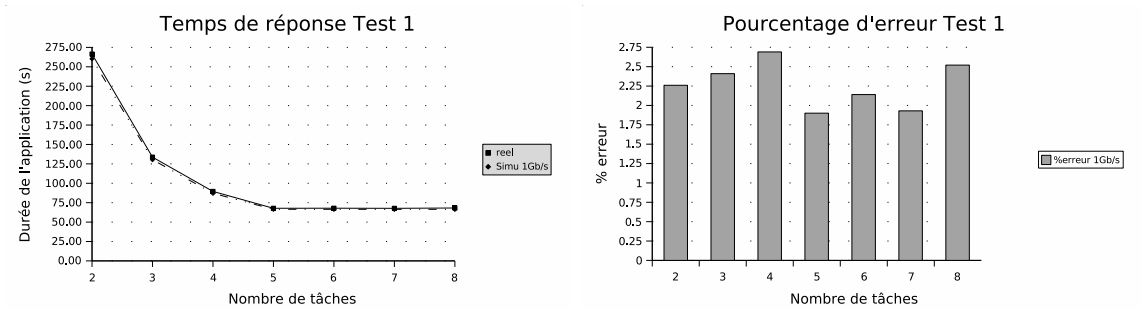 Temps de réponse Test 1
Durée de l'application (s)
275.00
250.00
225.00
200.00
175.00
150.00
125.00
100.00
75.00
50.00
25.00
0.00
2 3 4 5 6 7 8
Nombre de tâches
reel
Simu 1Gb/s
Pourcentage d'erreur Test 1
% erreur
2.75
2.5
2.25
2
1.75
1.5
1.25
1
0.75
0.5
0.25
0
2 3 4 5 6 7 8
Nombre de tâches
%erreur 1Gb/s